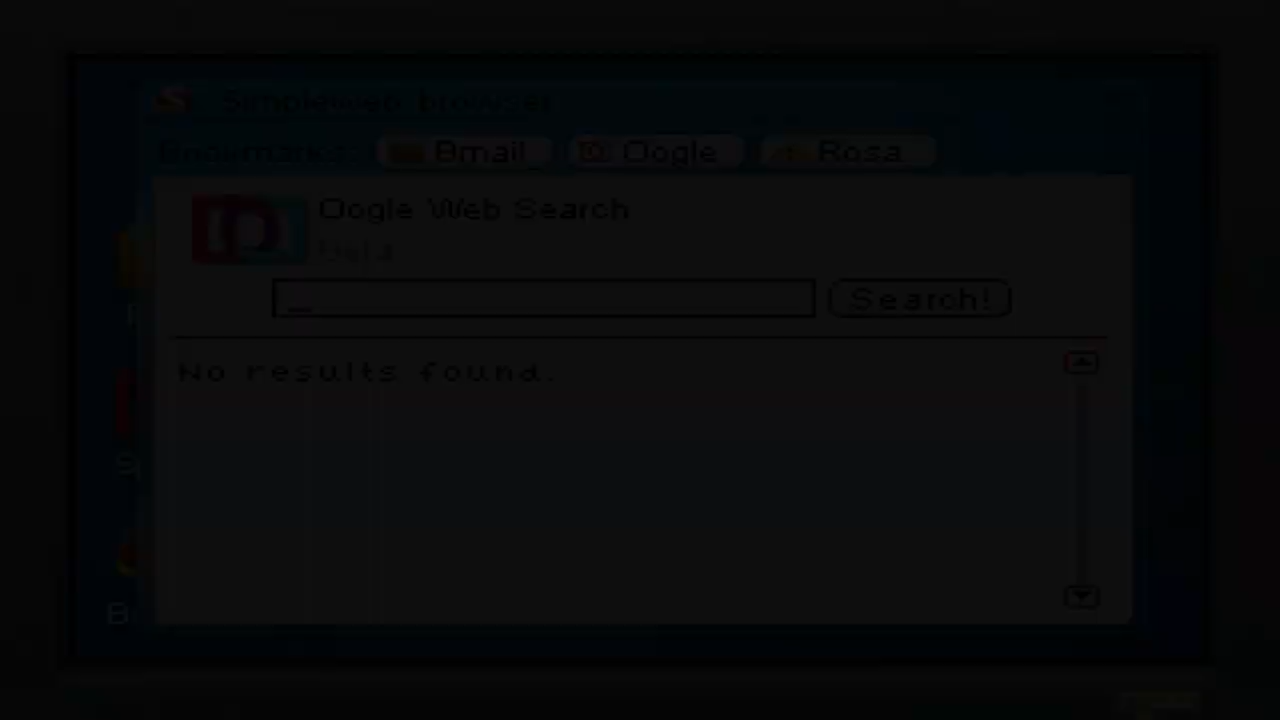 Simpleweb browser
Bookmarks: Bmail Oogle Rosa
Oogle Web Search
Search!
No results found.